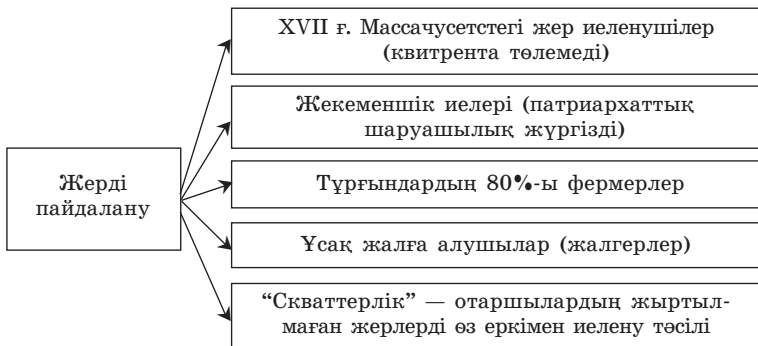 XVII ғ. Массачусетстегі жер иеленушілер
(квитрента төлемеді)
Жекеменшік иелері (патриархаттық
шаруашылық жүргізді)
Жерді
пайдалану
Тұрғындардың 80%-ы фермерлер
Ұсақ жалға алушылар (жалгерлер)
“Скваттерлік” — отаршылардың жыртыл-
маған жерлерді өз еркімен иелену тәсілі